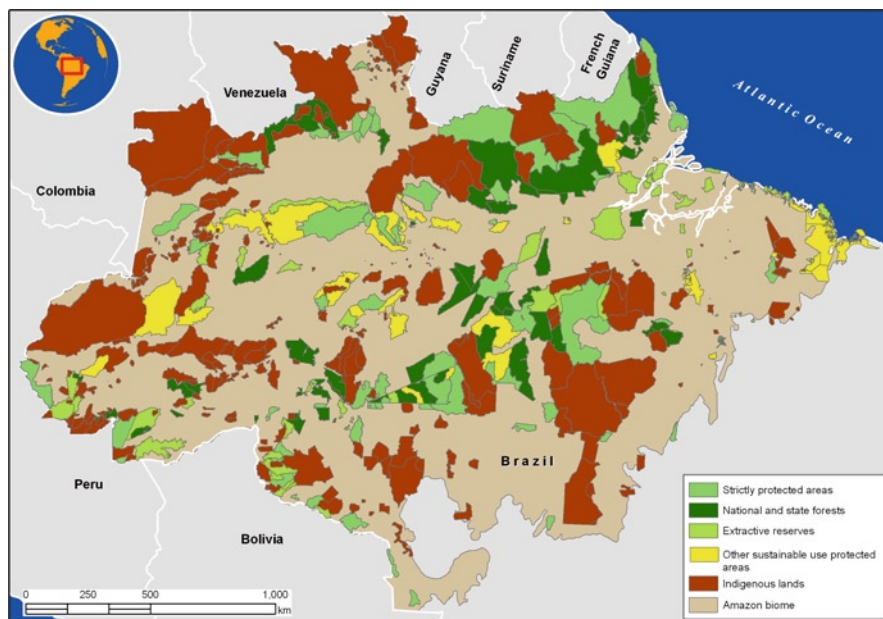 Venezuela
Guyana
Suriname
French
Guiana
Atlantic Ocean
Colombia
Brazil
Peru
Bolivia
Strictly protected areas
National and state forests
Extractive reserves
Other sustainable use protected
areas
Indigenous lands
Amazon biome
0 250 500 1,000
km